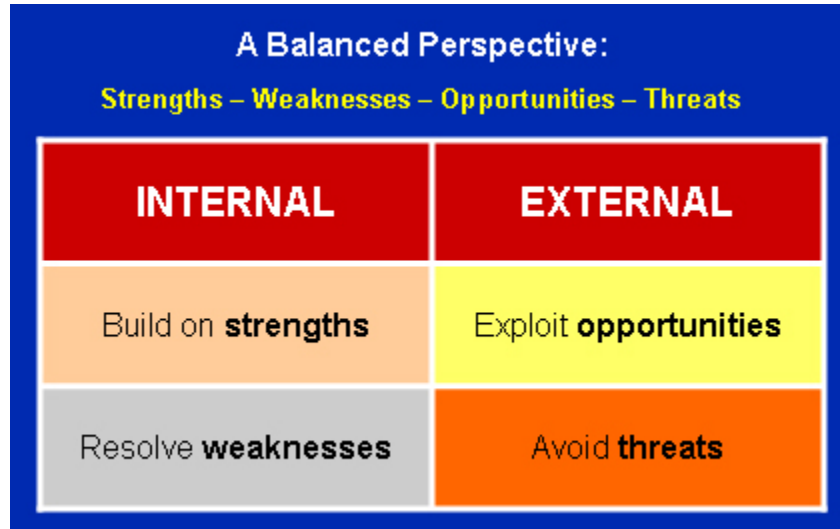 A Balanced Perspective:
Strengths – Weaknesses – Opportunities – Threats
INTERNAL
EXTERNAL
Build on strengths
Exploit opportunities
Resolve weaknesses
Avoid threats